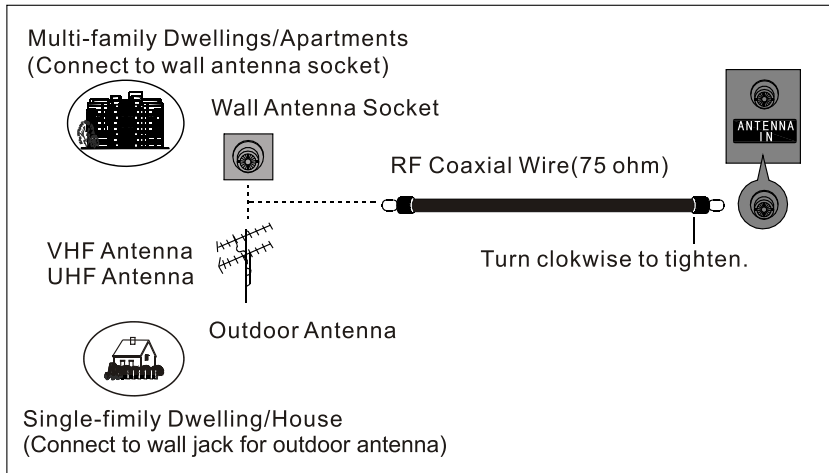 Multi-family Dwellings/Apartments
(Connect to wall antenna socket)
Wall Antenna Socket
ANTENNA
IN
RF Coaxial Wire(75 ohm)
VHF Antenna
UHF Antenna
Turn clokwise to tighten.
Outdoor Antenna
Single-fimily Dwelling/House
(Connect to wall jack for outdoor antenna)